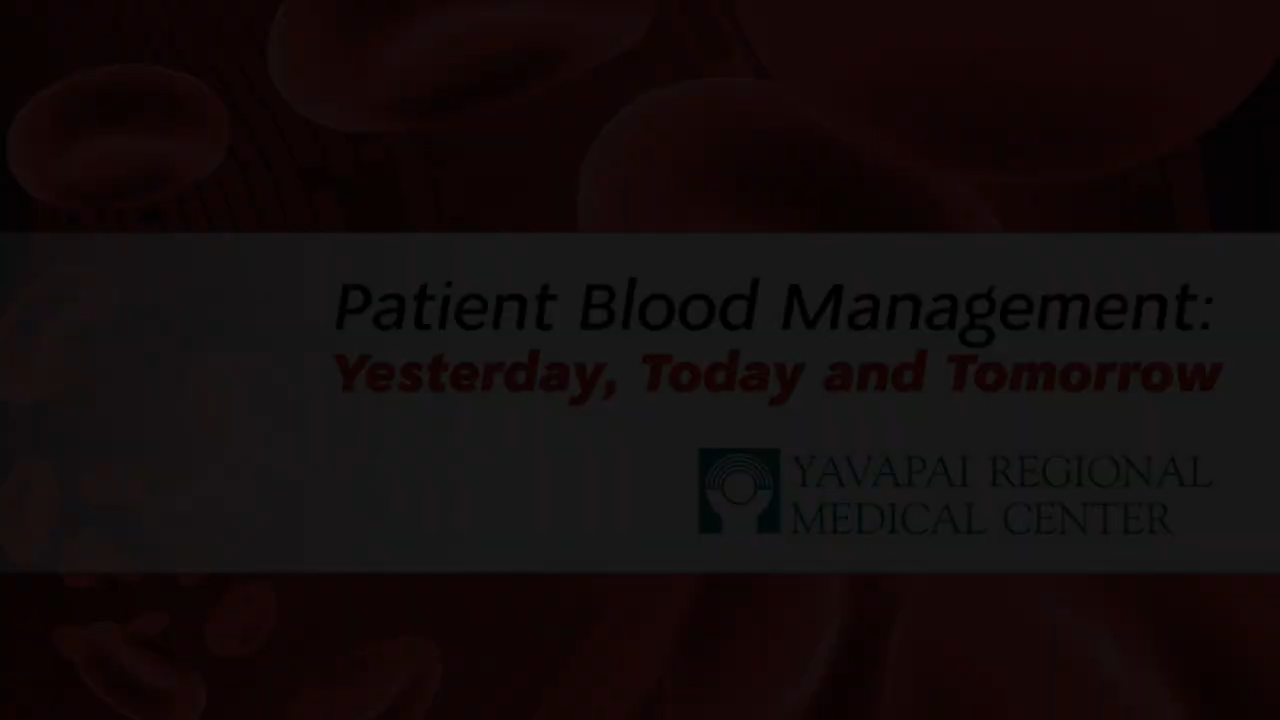 Patient Blood Management:
Yesterday, Today and Tomorrow
YAVAPAI REGIONAL
MEDICAL CENTER